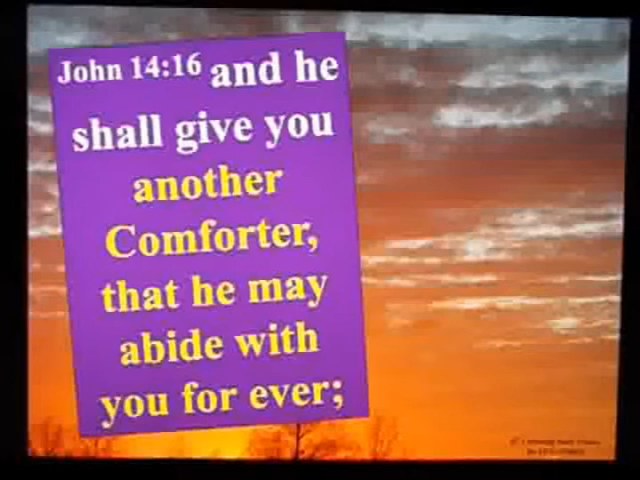 John 14:16 and he
shall give you
another
Comforter,
that he may
abide with
you for ever;